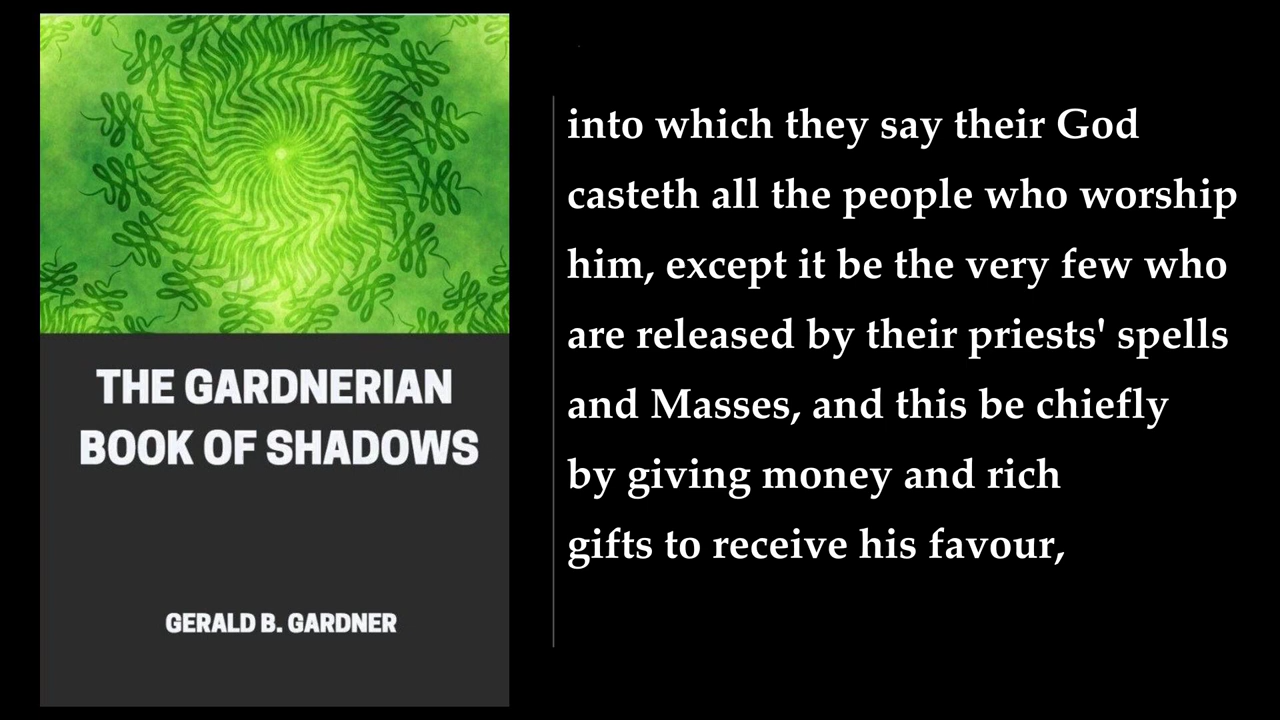 THE GARDNERIAN
BOOK OF SHADOWS
GERALD B. GARDNER
into which they say their God
casteth all the people who worship
him, except it be the very few who
are released by their priests' spells
and Masses, and this be chiefly
by giving money and rich
gifts to receive his favour,